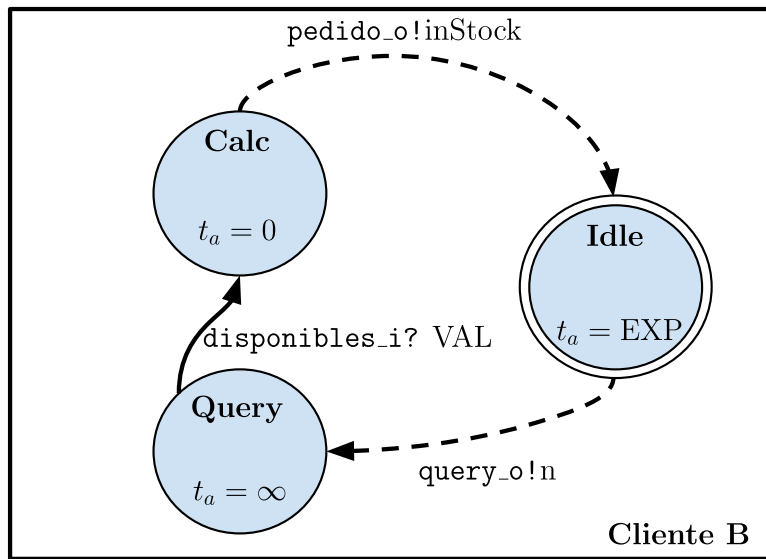 pedido_o!inStock
Calc
t_a = 0
Idle
t_a = EXP
disponibles_i? VAL
Query
t_a = ∞
query_o!n
Cliente B